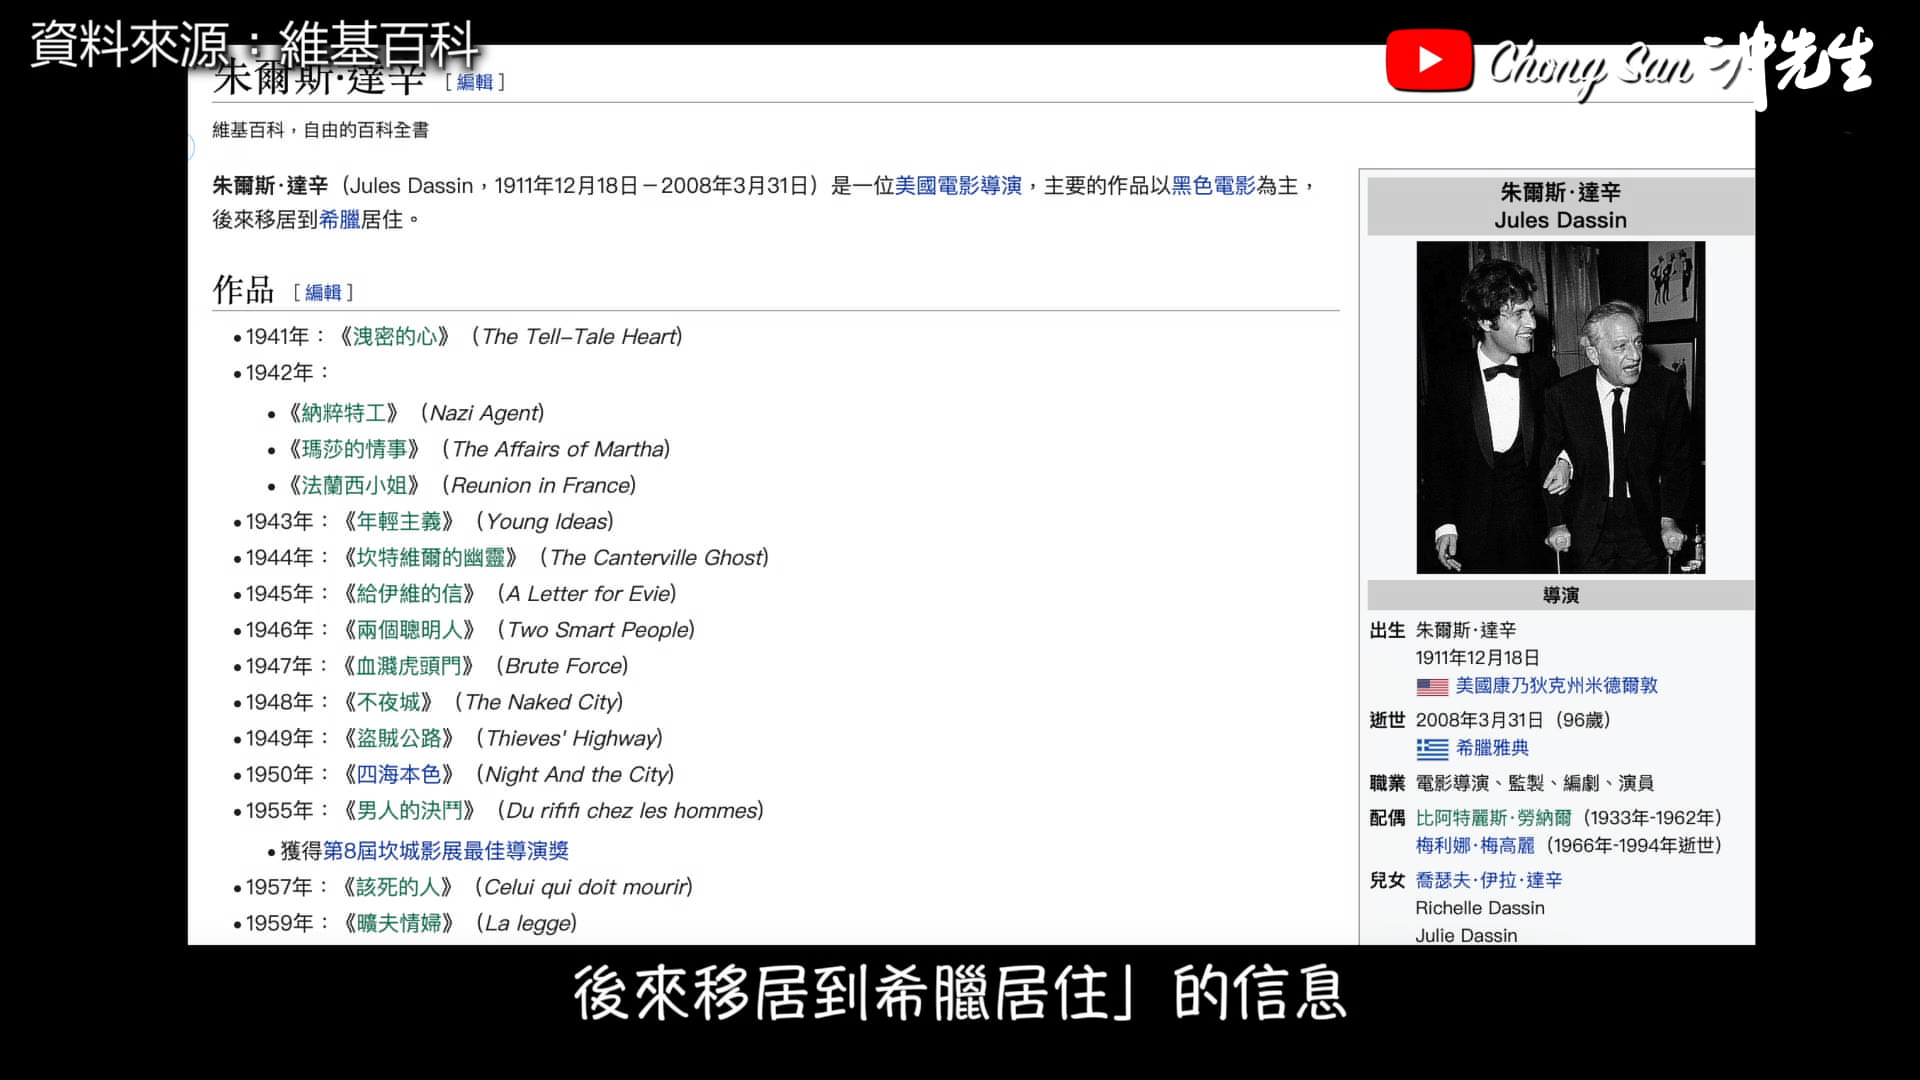 資料來源：維基百科
Chong San 冲先生
朱爾斯·達辛 [編輯]
維基百科，自由的百科全書
朱爾斯·達辛（Jules Dassin，1911年12月18日－2008年3月31日）是一位美國電影導演，主要的作品以黑色電影為主，
後來移居到希臘居住。
作品 [編輯]
• 1941年：《洩密的心》（The Tell–Tale Heart)
• 1942年：
• 《納粹特工》（Nazi Agent)
• 《瑪莎的情事》（The Affairs of Martha)
• 《法蘭西小姐》（Reunion in France)
• 1943年：《年輕主義》（Young Ideas)
• 1944年：《坎特維爾的幽靈》（The Canterville Ghost)
• 1945年：《給伊維的信》（A Letter for Evie)
• 1946年：《兩個聰明人》（Two Smart People)
• 1947年：《血濺虎頭門》（Brute Force)
• 1948年：《不夜城》（The Naked City)
• 1949年：《盜賊公路》（Thieves' Highway)
• 1950年：《四海本色》（Night And the City)
• 1955年：《男人的決鬥》（Du rififi chez les hommes)
• 獲得第8屆坎城影展最佳導演獎
• 1957年：《該死的人》（Celui qui doit mourir)
• 1959年：《曠夫情婦》（La legge)
朱爾斯·達辛
Jules Dassin
導演
出生 朱爾斯·達辛
1911年12月18日
美國康乃狄克州米德爾敦
逝世 2008年3月31日（96歲）
希臘雅典
職業 電影導演、監製、編劇、演員
配偶 比阿特麗斯·勞納爾（1933年-1962年）
梅利娜·梅高麗（1966年-1994年逝世）
兒女 喬瑟夫·伊拉·達辛
Richelle Dassin
Julie Dassin
後來移居到希臘居住」的信息